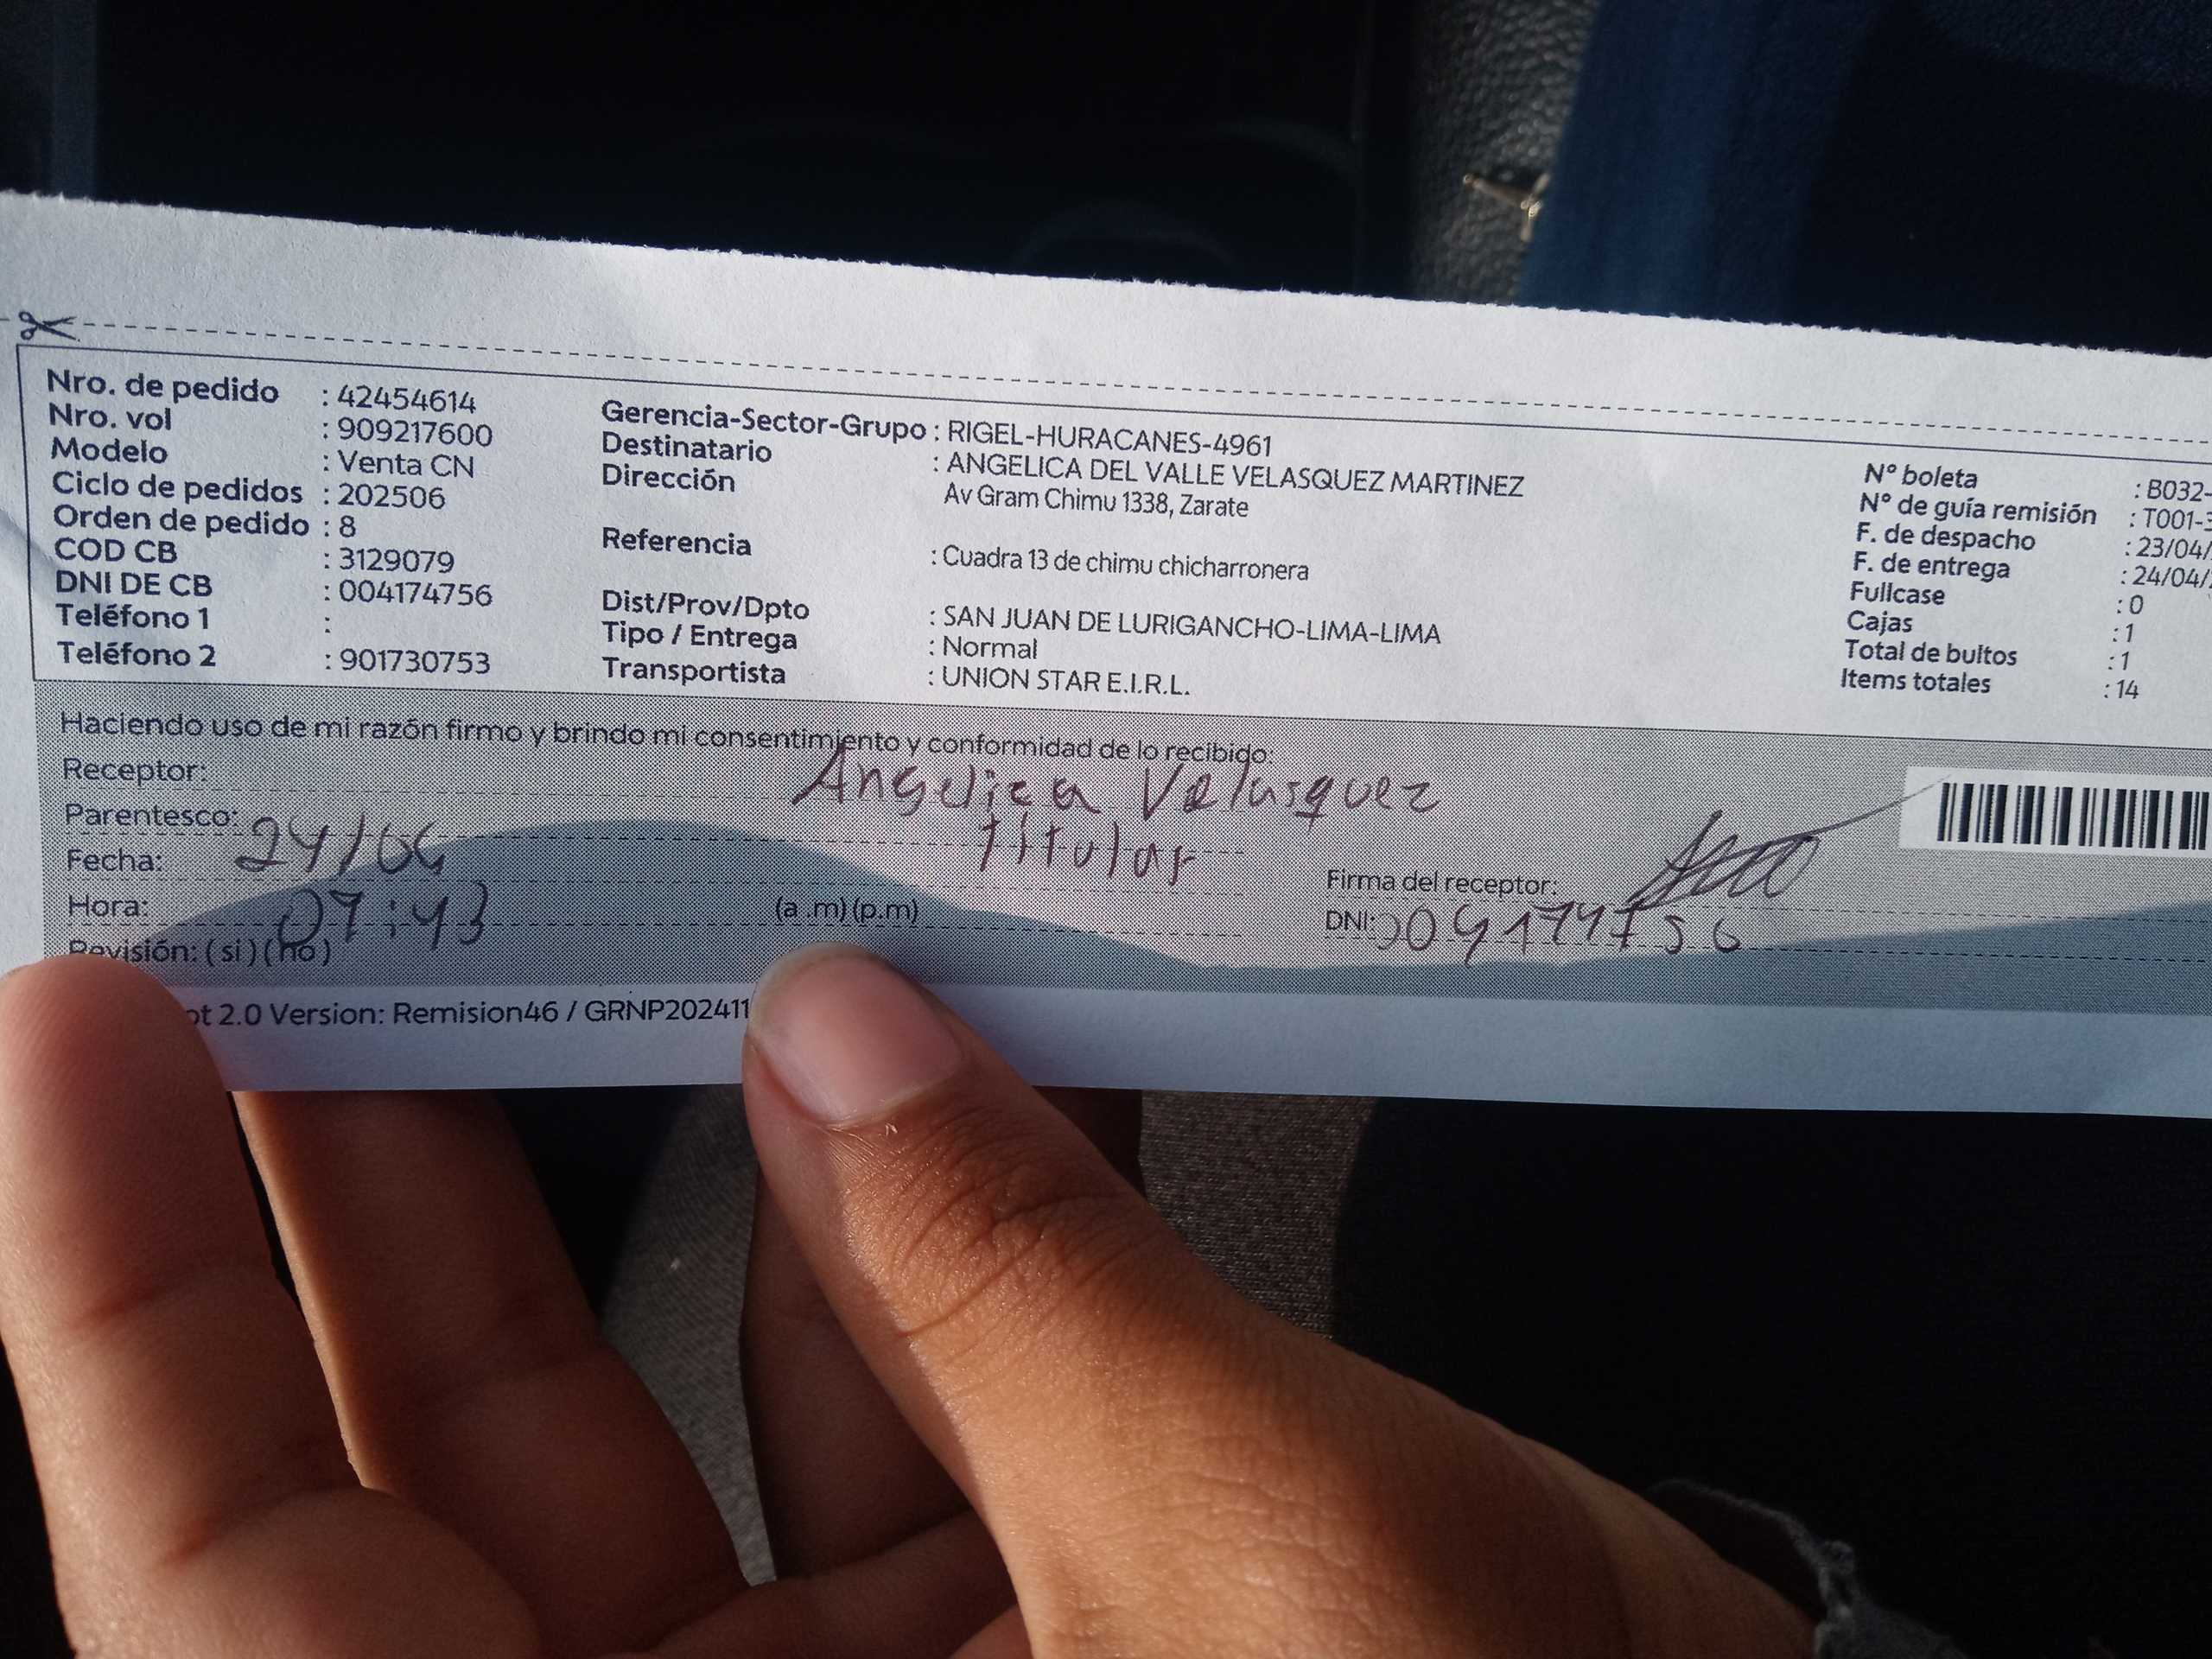 Nro. de pedido : 42454614
Nro. vol : 909217600
Modelo : Venta CN
Ciclo de pedidos : 202506
Orden de pedido : 8
COD CB : 3129079
DNI DE CB : 004174756
Teléfono 1 :
Teléfono 2 : 901730753
Gerencia-Sector-Grupo : RIGEL-HURACANES-4961
Destinatario : ANGELICA DEL VALLE VELASQUEZ MARTINEZ
Dirección Av Gram Chimu 1338, Zarate
Referencia : Cuadra 13 de chimu chicharronera
Dist/Prov/Dpto : SAN JUAN DE LURIGANCHO-LIMA-LIMA
Tipo / Entrega : Normal
Transportista : UNION STAR E.I.R.L.
N° boleta : B032-
N° de guía remisión : T001-3
F. de despacho : 23/04/
F. de entrega : 24/04/
Fullcase : 0
Cajas : 1
Total de bultos : 1
Items totales : 14
Haciendo uso de mi razón firmo y brindo mi consentimiento y conformidad de lo recibido:
Receptor: Angelica Velasquez
Parentesco: titular
Fecha: 24/04
Hora: 07:43 (a .m) (p.m)
Revisión: ( si ) ( no )
Firma del receptor:
DNI: 004174756
ot 2.0 Version: Remision46 / GRNP202411